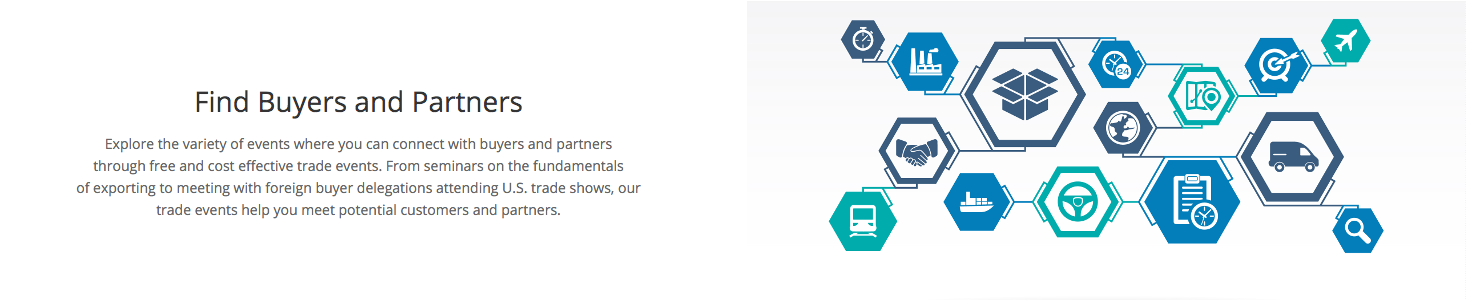 Find Buyers and Partners
Explore the variety of events where you can connect with buyers and partners
through free and cost effective trade events. From seminars on the fundamentals
of exporting to meeting with foreign buyer delegations attending U.S. trade shows, our
trade events help you meet potential customers and partners.
24